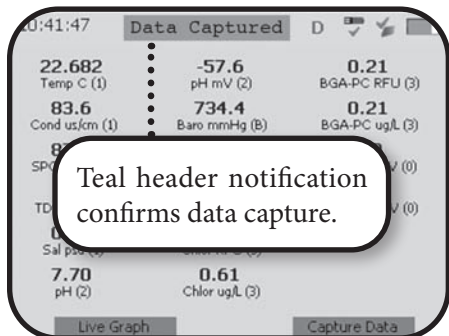 0:41:47 Data Captured D
22.682 -57.6 0.21
Temp C (1) pH mV (2) BGA-PC RFU (3)
83.6 734.4 0.21
Cond us/cm (1) Baro mmHg (B) BGA-PC ug/L (3)
Teal header notification
confirms data capture.
Sal psu (1)
7.70 0.61
pH (2) Chlor ug/L (3)
Live Graph Capture Data